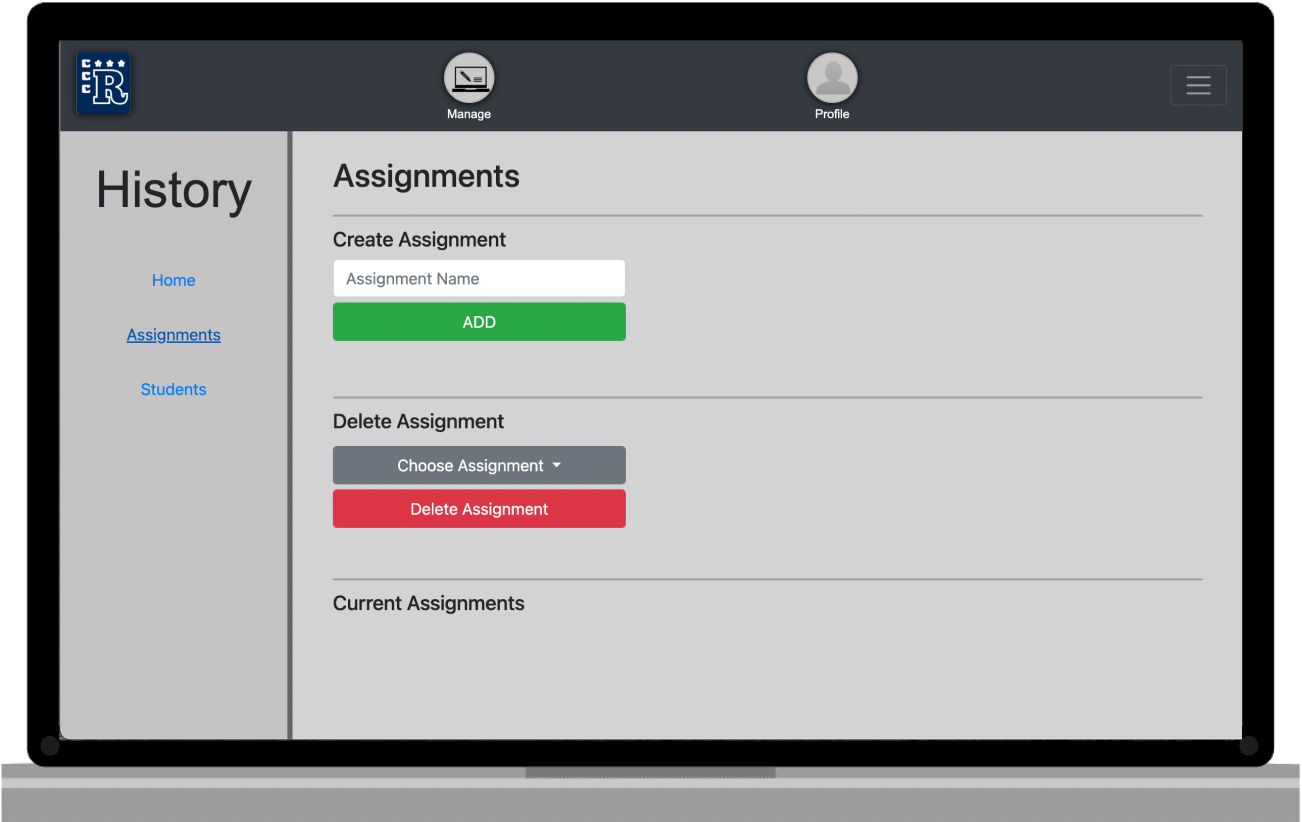 CCC R
Manage
Profile
History
Home
Assignments
Students
Assignments
Create Assignment
Assignment Name
ADD
Delete Assignment
Choose Assignment
Delete Assignment
Current Assignments